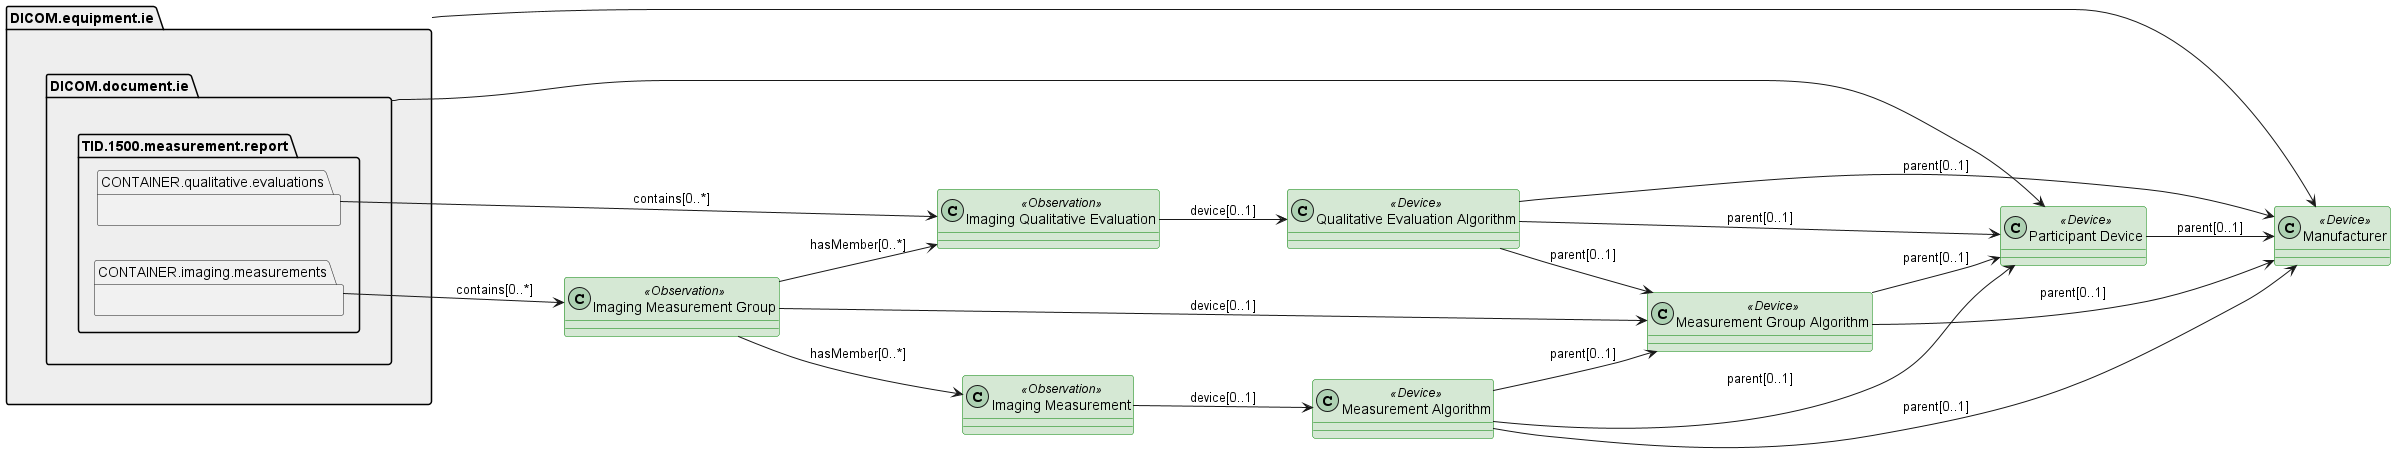 DICOM.equipment.ie
DICOM.document.ie
TID.1500.measurement.report
CONTAINER.qualitative.evaluations
CONTAINER.imaging.measurements
contains[0..*]
contains[0..*]
«Observation»
C Imaging Measurement Group
hasMember[0..*]
hasMember[0..*]
device[0..1]
«Observation»
C Imaging Qualitative Evaluation
«Observation»
C Imaging Measurement
device[0..1]
device[0..1]
«Device»
C Qualitative Evaluation Algorithm
«Device»
C Measurement Algorithm
parent[0..1]
parent[0..1]
parent[0..1]
parent[0..1]
parent[0..1]
parent[0..1]
«Device»
C Measurement Group Algorithm
parent[0..1]
parent[0..1]
«Device»
C Participant Device
parent[0..1]
«Device»
C Manufacturer